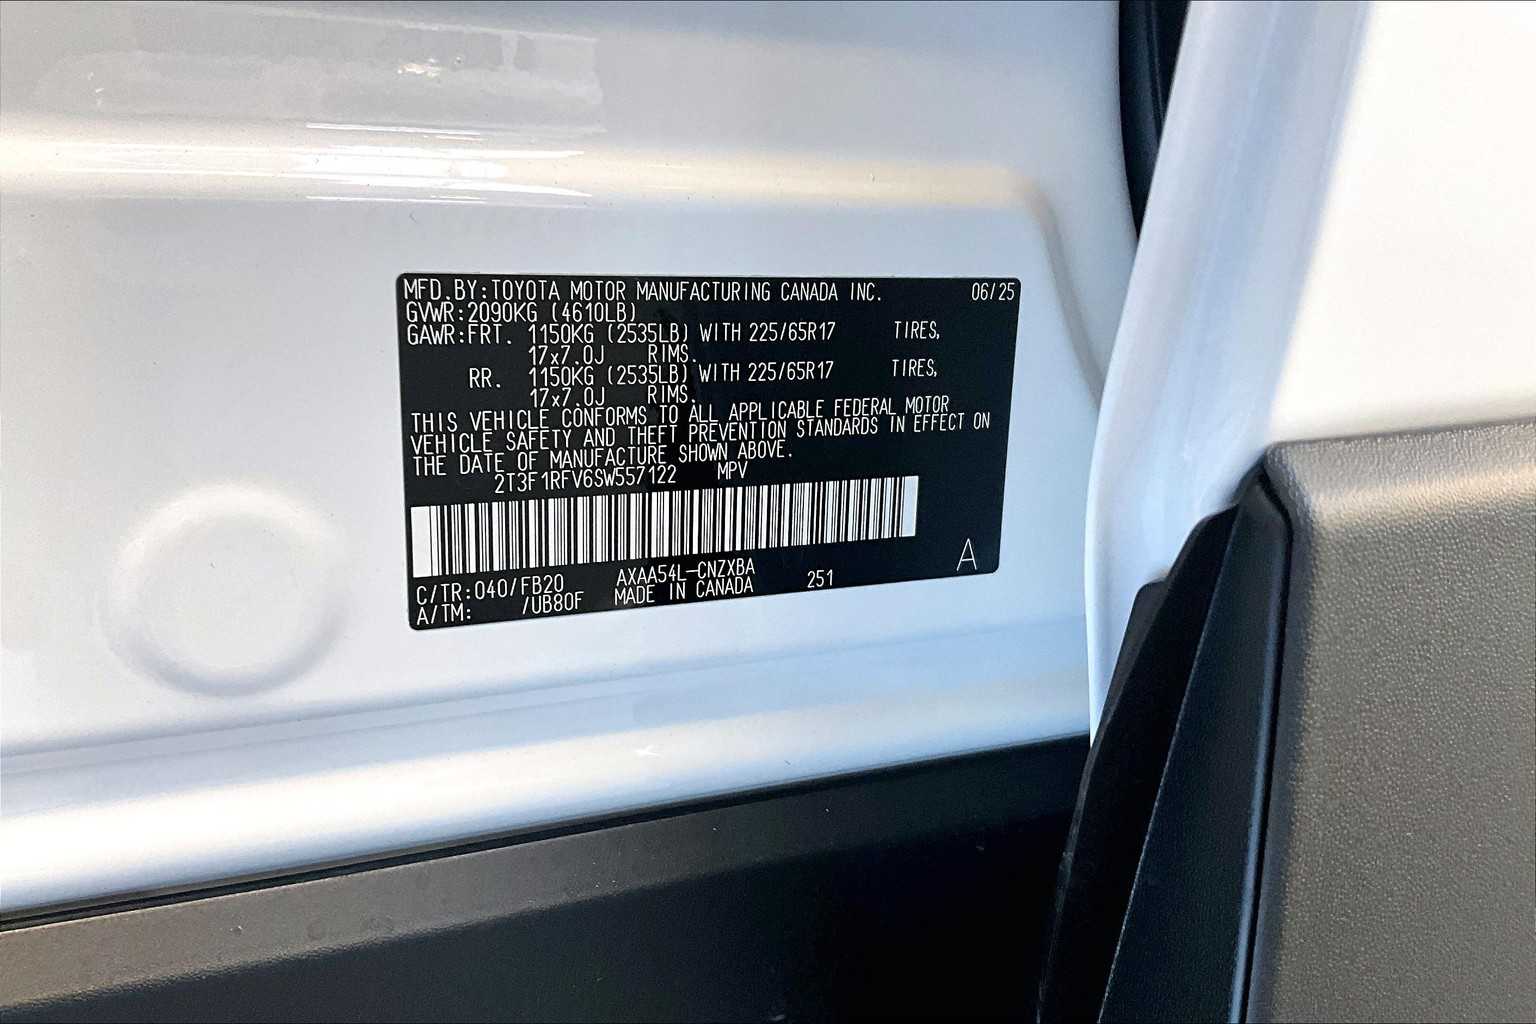 MFD.BY:TOYOTA MOTOR MANUFACTURING CANADA INC. 06/25
GVWR:2090KG (4610LB)
GAWR:FRT. 1150KG (2535LB) WITH 225/65R17 TIRES,
17x7.0J RIMS.
RR. 1150KG (2535LB) WITH 225/65R17 TIRES,
17x7.0J RIMS.
THIS VEHICLE CONFORMS TO ALL APPLICABLE FEDERAL MOTOR
VEHICLE SAFETY AND THEFT PREVENTION STANDARDS IN EFFECT ON
THE DATE OF MANUFACTURE SHOWN ABOVE.
2T3F1RFV6SW557122 MPV
C/TR:040/FB20 AXAA54L-CNZXBA 251 A
A/TM: /UB80F MADE IN CANADA